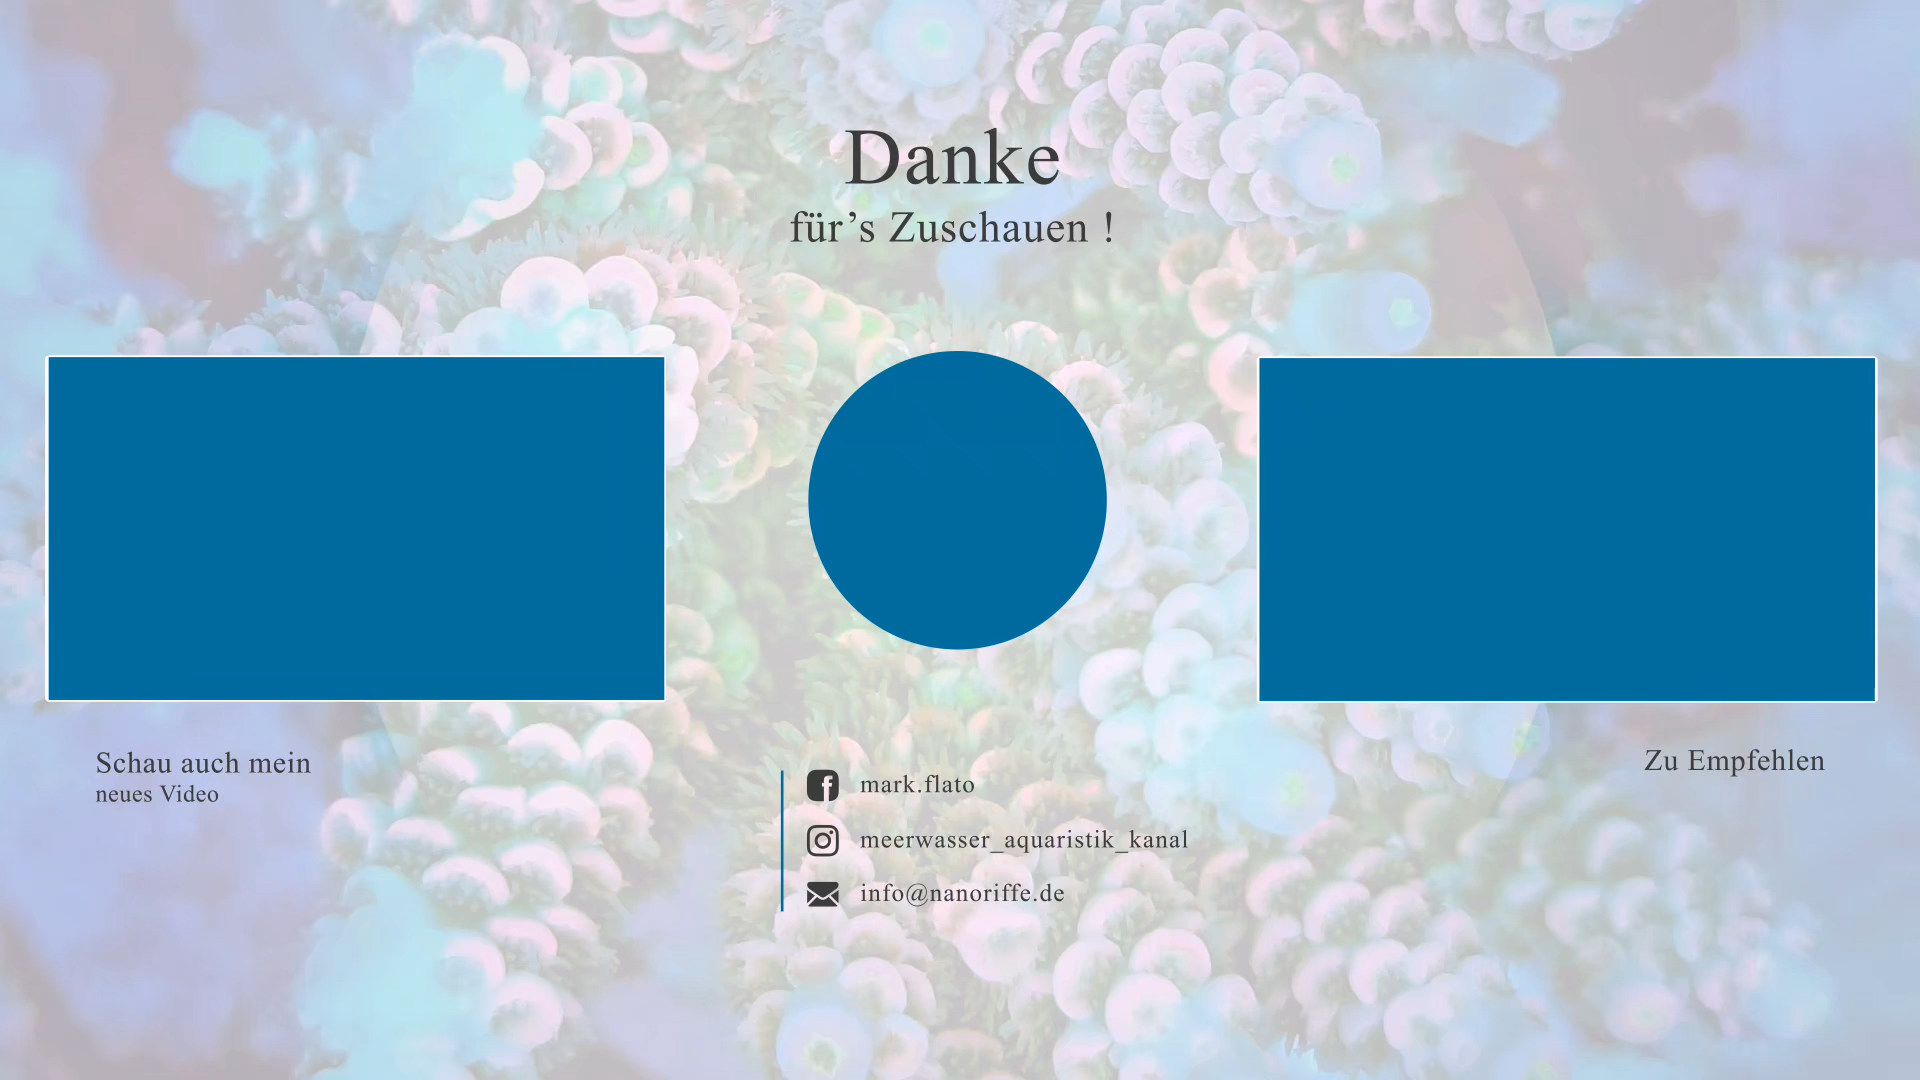 Danke
für’s Zuschauen !
Schau auch mein
neues Video
Zu Empfehlen
mark.flato
meerwasser_aquaristik_kanal
info@nanoriffe.de